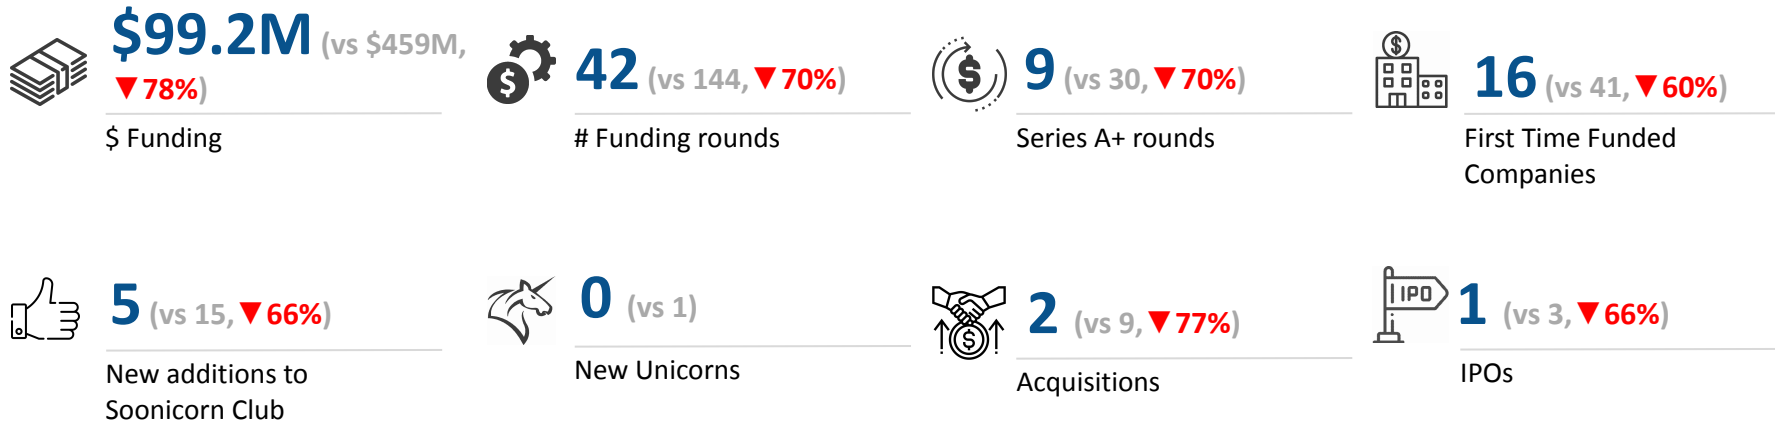 $99.2M (vs $459M,
▼78%)
$ Funding
42 (vs 144, ▼70%)
# Funding rounds
9 (vs 30, ▼70%)
Series A+ rounds
16 (vs 41, ▼60%)
First Time Funded
Companies
5 (vs 15, ▼66%)
New additions to
Soonicorn Club
0 (vs 1)
New Unicorns
2 (vs 9, ▼77%)
Acquisitions
IPO
1 (vs 3, ▼66%)
IPOs